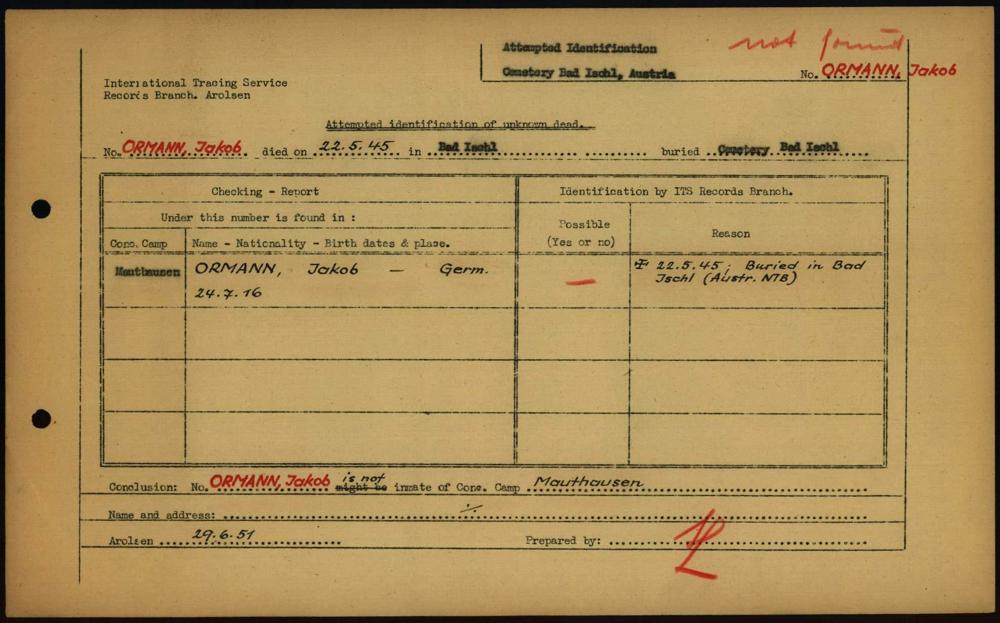 not found
Attempted Identification
Cemetery Bad Ischl, Austria
No. ORMANN, Jakob
International Tracing Service
Records Branch. Arolsen
Attempted identification of unknown dead.
No. ORMANN, Jakob died on 22.5.45 in Bad Ischl buried Cemetery Bad Ischl
Checking - Report
Identification by ITS Records Branch.
Under this number is found in :
Possible
(Yes or no)
Reason
Conc. Camp
Name - Nationality - Birth dates & place.
Mauthausen
ORMANN, Jakob — Germ.
24.7.16
—
22.5.45; Buried in Bad
Ischl (Austr. NTB)
is not
Conclusion: No. ORMANN, Jakob might be inmate of Conc. Camp Mauthausen
Name and address: ./.
Arolsen 29.6.51
Prepared by: